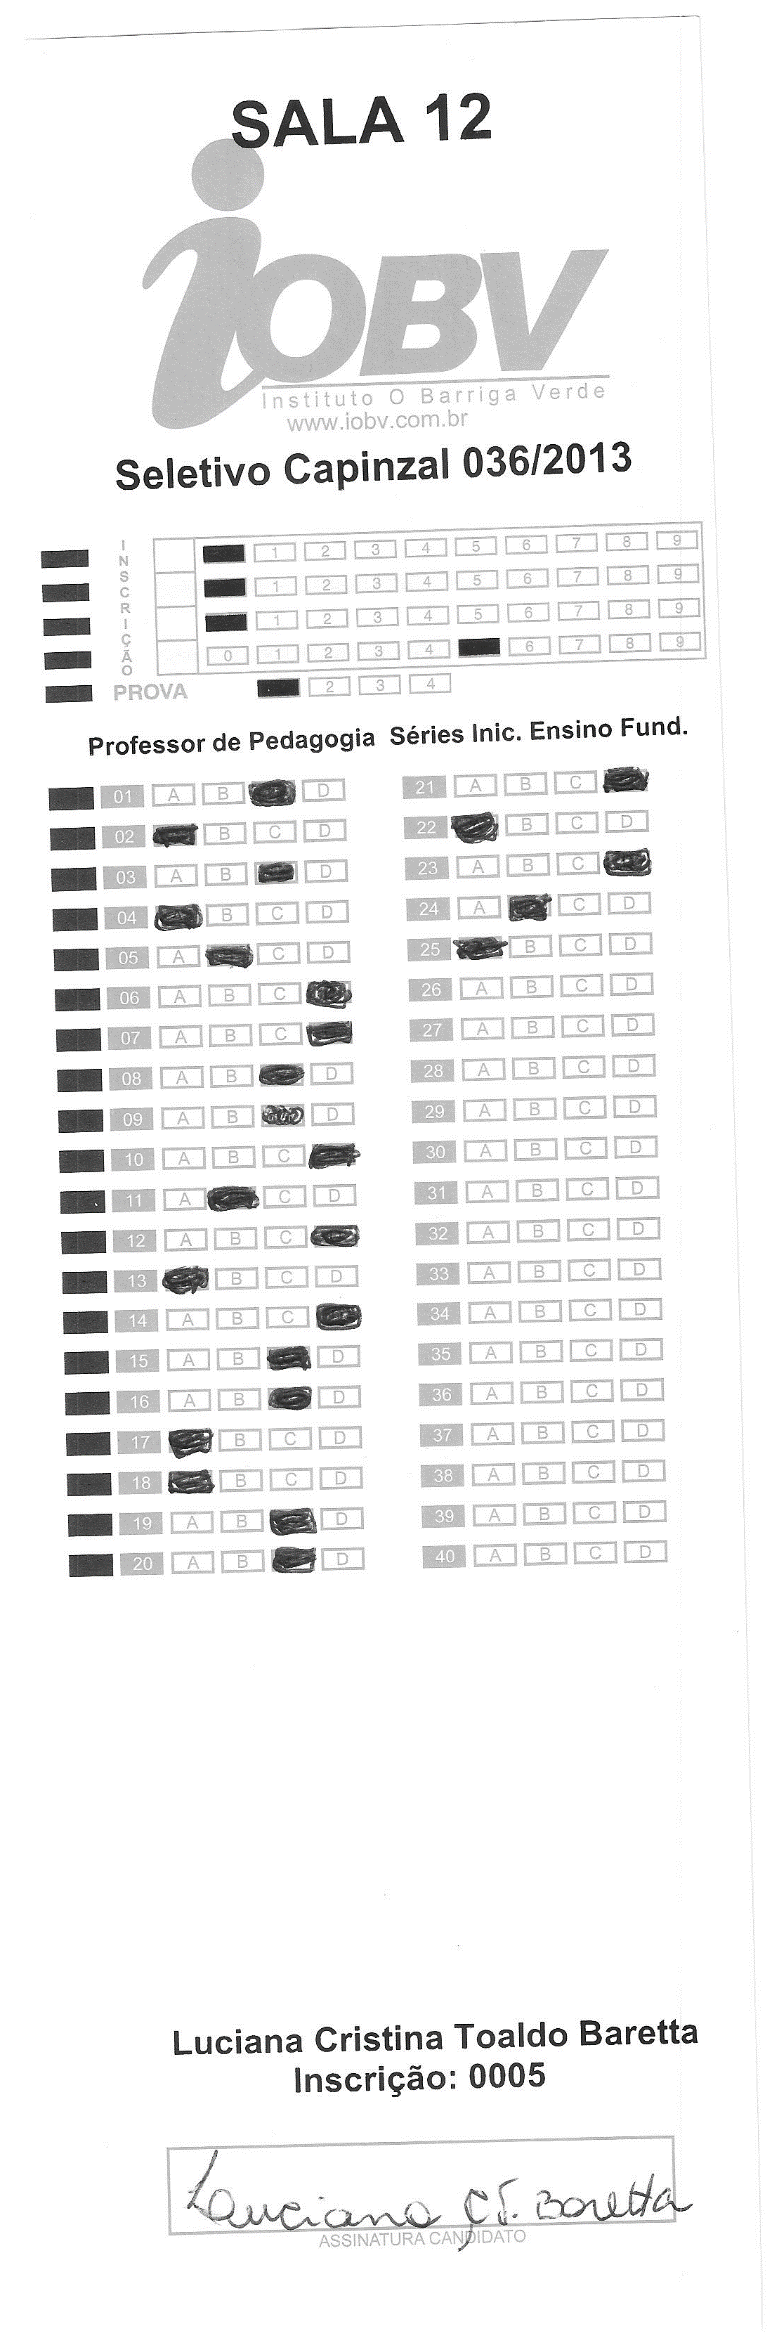 SALA 12
iOBV
Instituto O Barriga Verde
www.iobv.com.br
Seletivo Capinzal 036/2013
INSCRIÇÃO
1 2 3 4 5 6 7 8 9
1 2 3 4 5 6 7 8 9
1 2 3 4 5 6 7 8 9
0 1 2 3 4 6 7 8 9
PROVA 2 3 4
Professor de Pedagogia Séries Inic. Ensino Fund.
01 A B D
02 B C D
03 A B D
04 B C D
05 A C D
06 A B C
07 A B C
08 A B D
09 A B D
10 A B C
11 A C D
12 A B C
13 B C D
14 A B C
15 A B D
16 A B D
17 B C D
18 B C D
19 A B D
20 A B D
21 A B C
22 B C D
23 A B C
24 A C D
25 B C D
26 A B C D
27 A B C D
28 A B C D
29 A B C D
30 A B C D
31 A B C D
32 A B C D
33 A B C D
34 A B C D
35 A B C D
36 A B C D
37 A B C D
38 A B C D
39 A B C D
40 A B C D
Luciana Cristina Toaldo Baretta
Inscrição: 0005
Luciana C.T. Baretta
ASSINATURA CANDIDATO